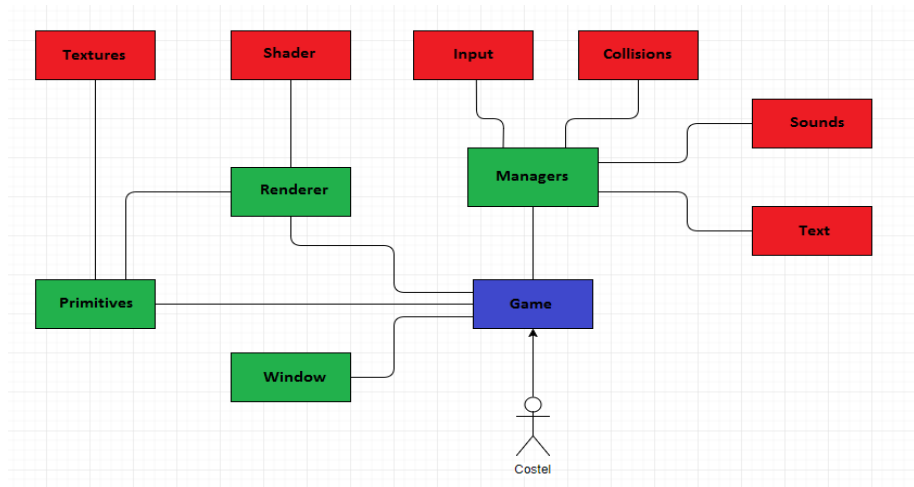 Textures
Shader
Input
Collisions
Sounds
Renderer
Managers
Text
Primitives
Game
Window
Costel